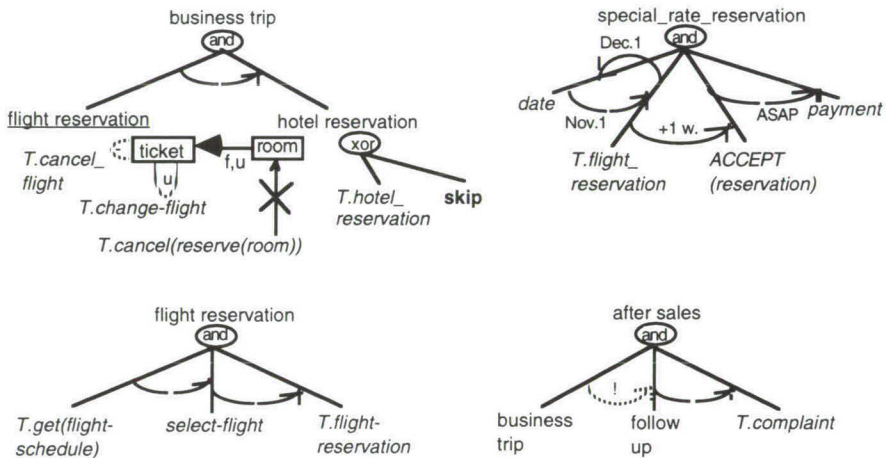 business trip
and
flight reservation
hotel reservation
T.cancel_
flight
ticket
f,u
room
xor
u
T.change-flight
T.hotel_
reservation
skip
T.cancel(reserve(room))
special_rate_reservation
and
Dec.1
date
Nov.1
+1 w.
ASAP
payment
T.flight_
reservation
ACCEPT
(reservation)
flight reservation
and
T.get(flight-
schedule)
select-flight
T.flight-
reservation
after sales
and
!
business
trip
follow
up
T.complaint